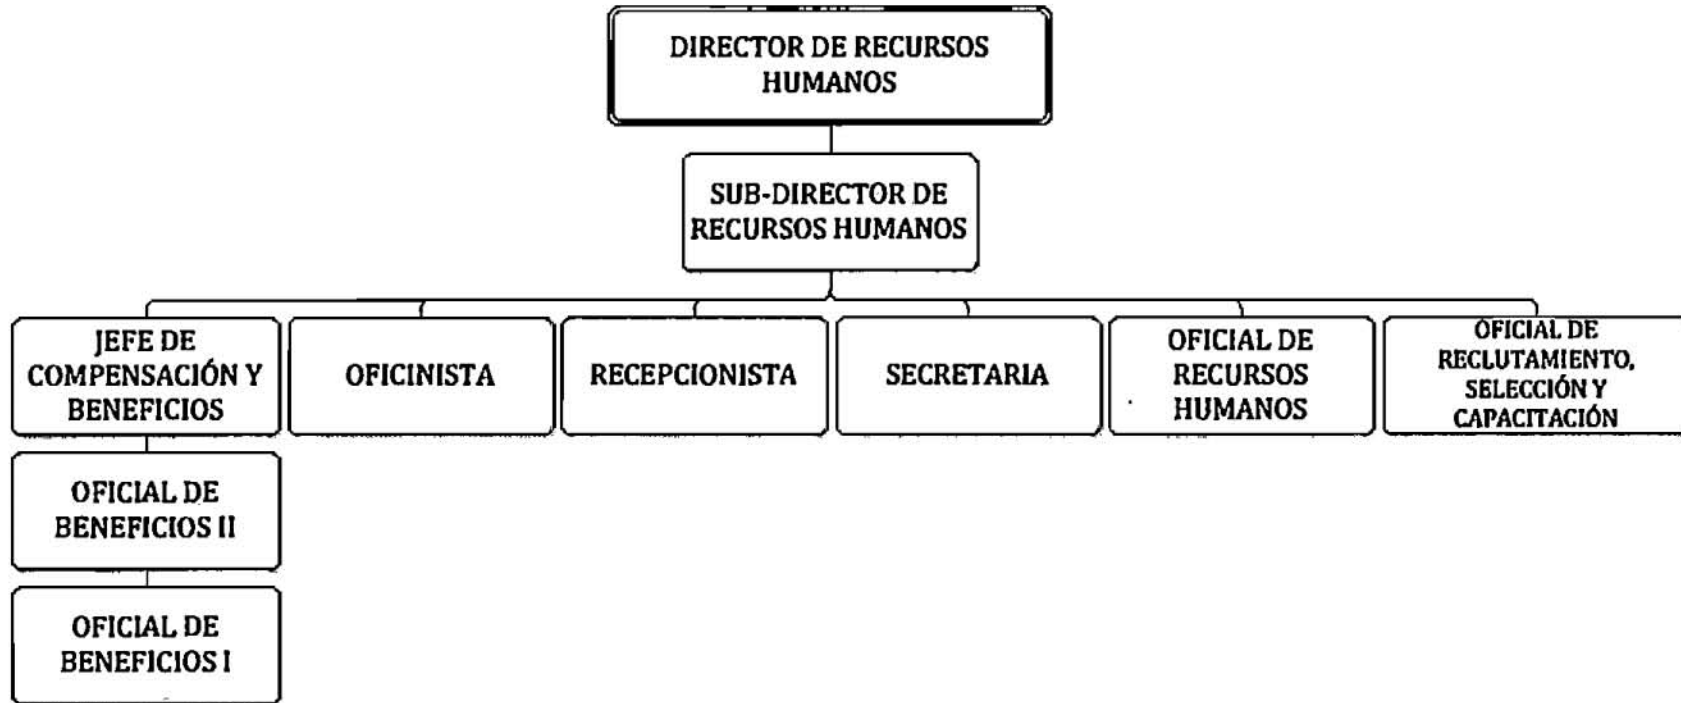 DIRECTOR DE RECURSOS
HUMANOS
SUB-DIRECTOR DE
RECURSOS HUMANOS
JEFE DE
COMPENSACIÓN Y
BENEFICIOS
OFICINISTA
RECEPCIONISTA
SECRETARIA
OFICIAL DE
RECURSOS
HUMANOS
OFICIAL DE
RECLUTAMIENTO,
SELECCIÓN Y
CAPACITACIÓN
OFICIAL DE
BENEFICIOS II
OFICIAL DE
BENEFICIOS I